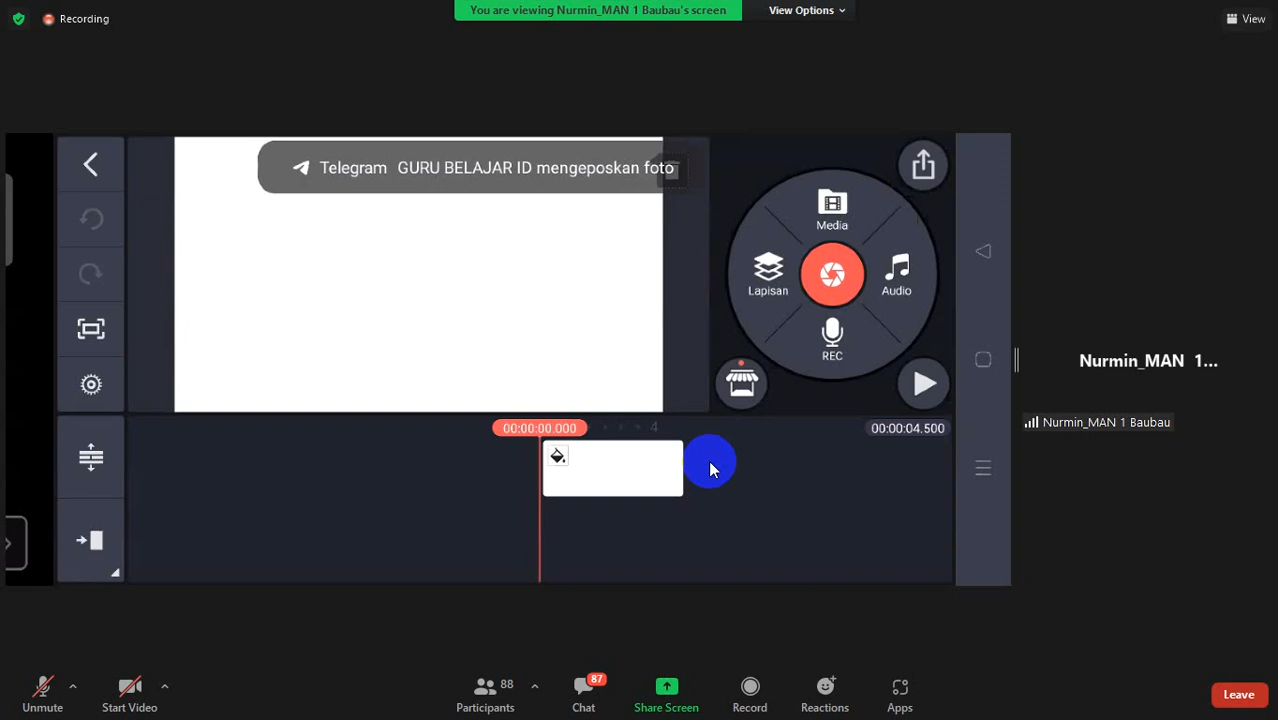 Recording
You are viewing Nurmin_MAN 1 Baubau's screen
View Options
View
Telegram GURU BELAJAR ID mengeposkan foto
Media
Lapisan
Audio
REC
Nurmin_MAN 1...
Nurmin_MAN 1 Baubau
00:00:00.000
4
00:00:04.500
Unmute
Start Video
88
Participants
87
Chat
Share Screen
Record
Reactions
Apps
Leave